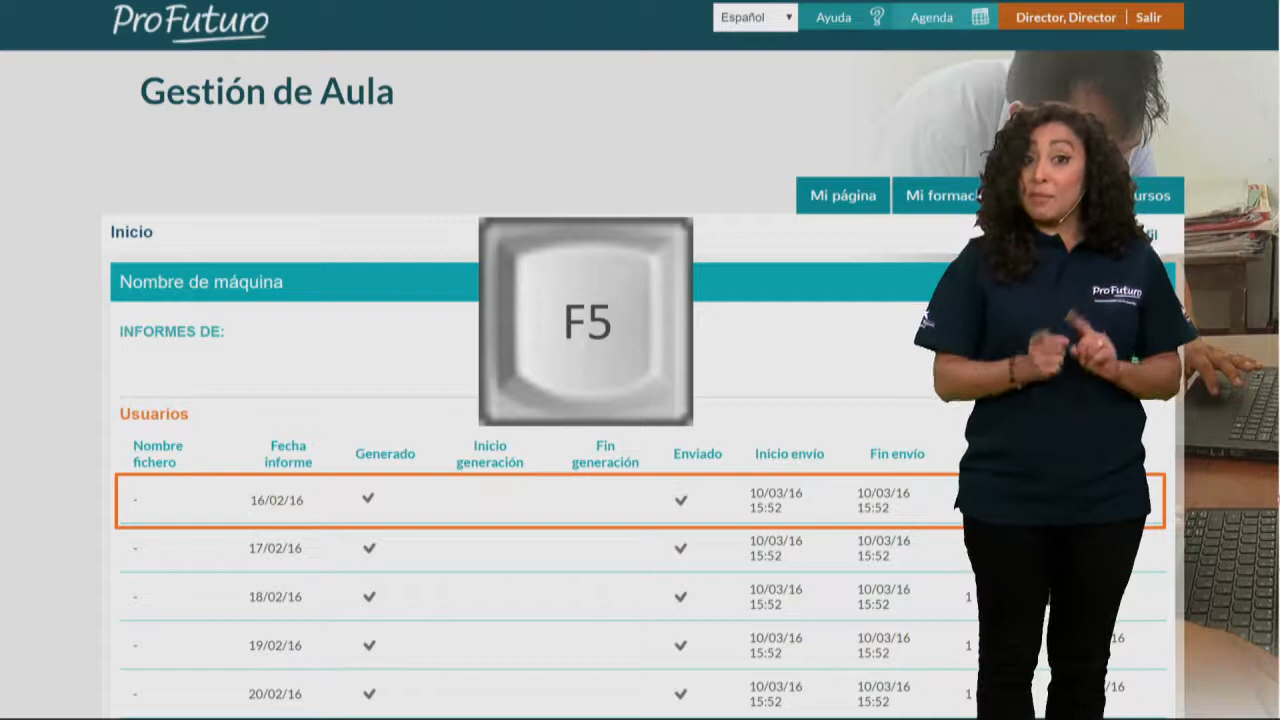 ProFuturo
Español
Ayuda
Agenda
Director, Director
Salir
Gestión de Aula
Mi página
Mi formac
ursos
Inicio
Nombre de máquina
F5
ProFuturo
INFORMES DE:
Usuarios
Nombre fichero
Fecha informe
Generado
Inicio generación
Fin generación
Enviado
Inicio envío
Fin envío
- 16/02/16 10/03/16 15:52 10/03/16 15:52
- 17/02/16 10/03/16 15:52 10/03/16 15:52
- 18/02/16 10/03/16 15:52 10/03/16 15:52 1
- 19/02/16 10/03/16 15:52 10/03/16 15:52 1 16
- 20/02/16 10/03/16 15:52 10/03/16 15:52 1 /16